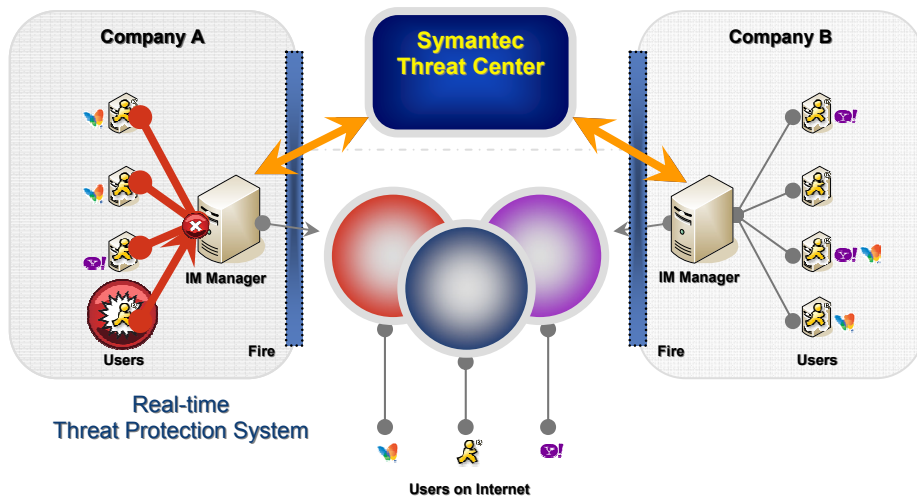 Company A
Symantec
Threat Center
Company B
IM Manager
Fire
Users
IM Manager
Fire
Users
Real-time
Threat Protection System
Users on Internet